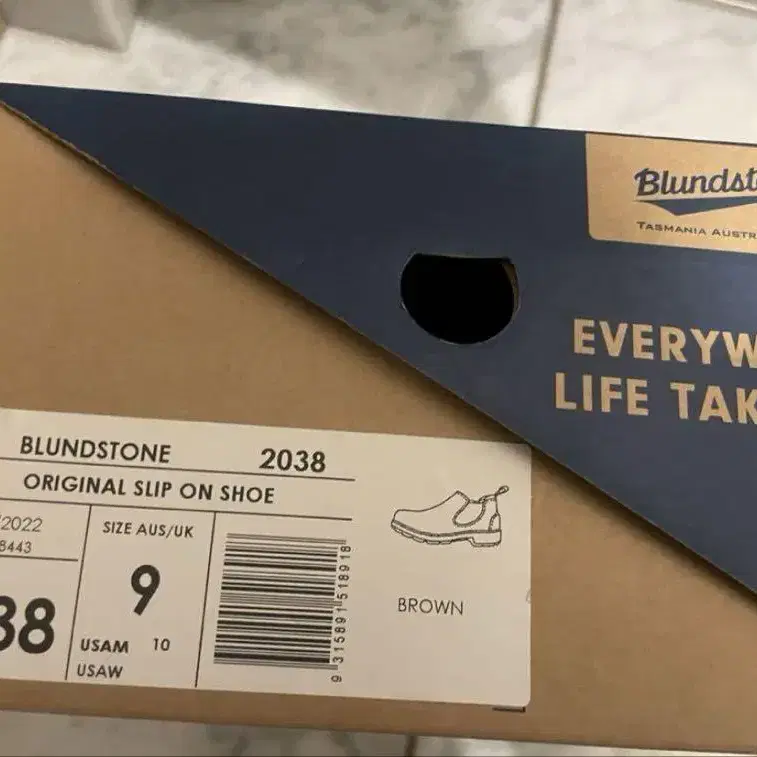 Blundst
TASMANIA AUSTR
EVERYW
LIFE TAK
BLUNDSTONE 2038
ORIGINAL SLIP ON SHOE
2022
8443
SIZE AUS/UK
9
38
USAM 10
USAW
BROWN
9 315891 518918